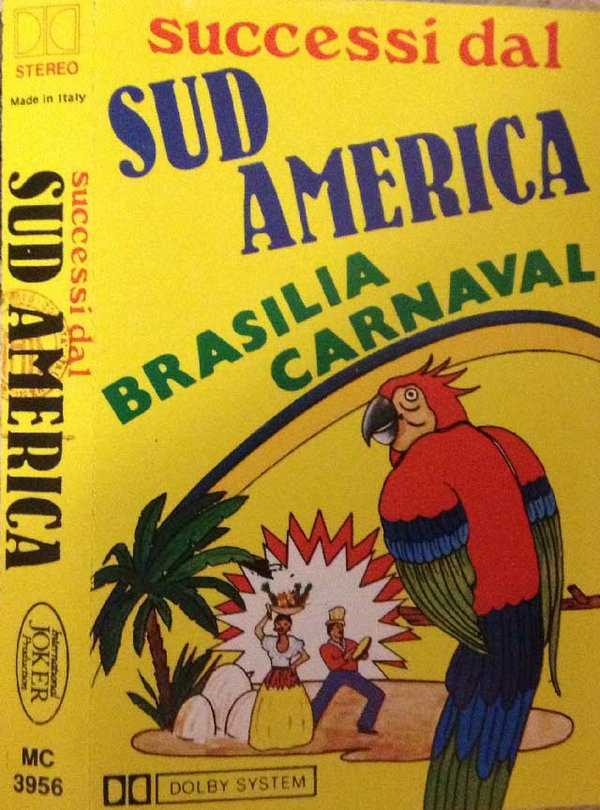 STEREO
Made in Italy
successi dal
SUD AMERICA
International
JOKER
Production
MC
3956
successi dal
SUD
AMERICA
BRASILIA
CARNAVAL
DOLBY SYSTEM